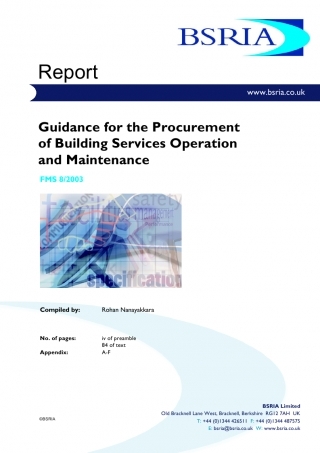 BSRIA
Report
www.bsria.co.uk
Guidance for the Procurement
of Building Services Operation
and Maintenance
FMS 8/2003
safety
specification
Compiled by: Rohan Nanayakkara
No. of pages: iv of preamble
84 of text
Appendix: A-F
BSRIA Limited
Old Bracknell Lane West, Bracknell, Berkshire RG12 7AH UK
T: +44 (0)1344 426511 F: +44 (0)1344 487575
E: bsria@bsria.co.uk W: www.bsria.co.uk
©BSRIA